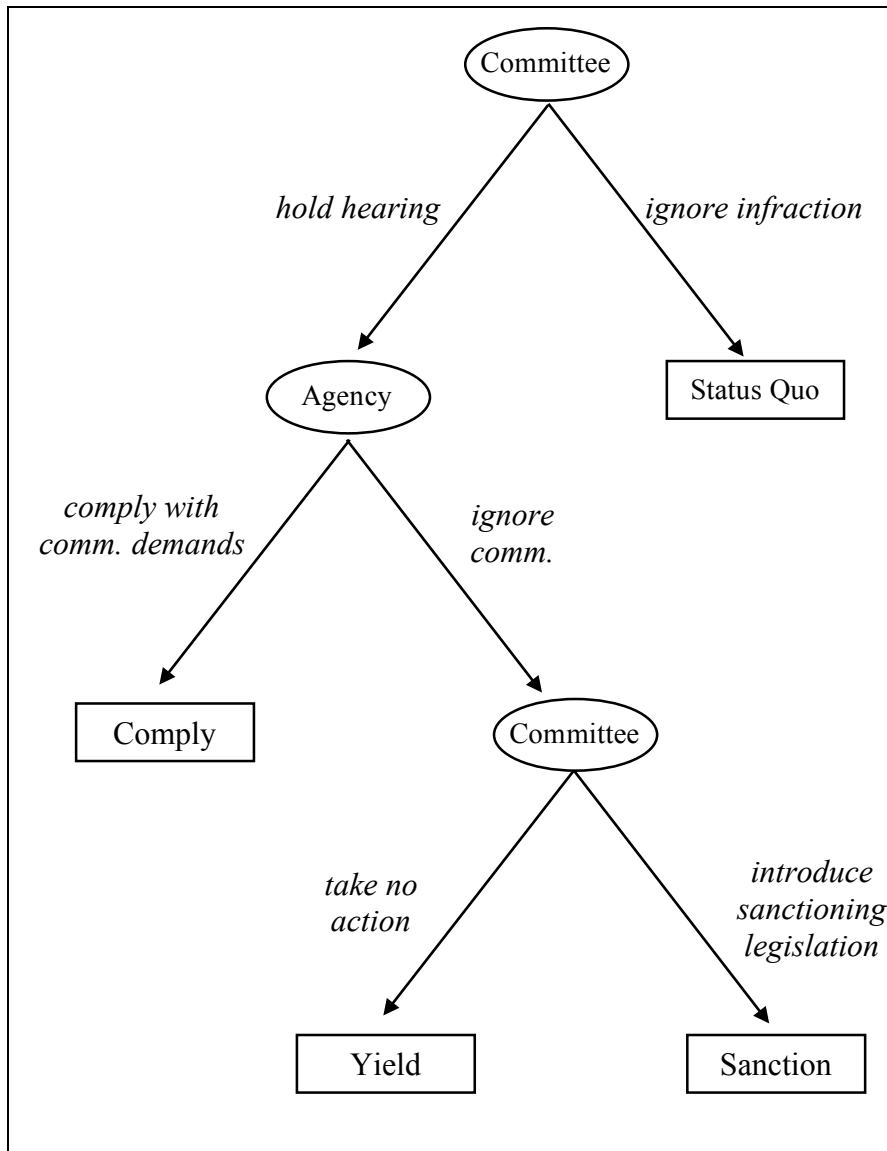 Committee
hold hearing
ignore infraction
Agency
Status Quo
comply with
comm. demands
ignore
comm.
Comply
Committee
take no
action
introduce
sanctioning
legislation
Yield
Sanction